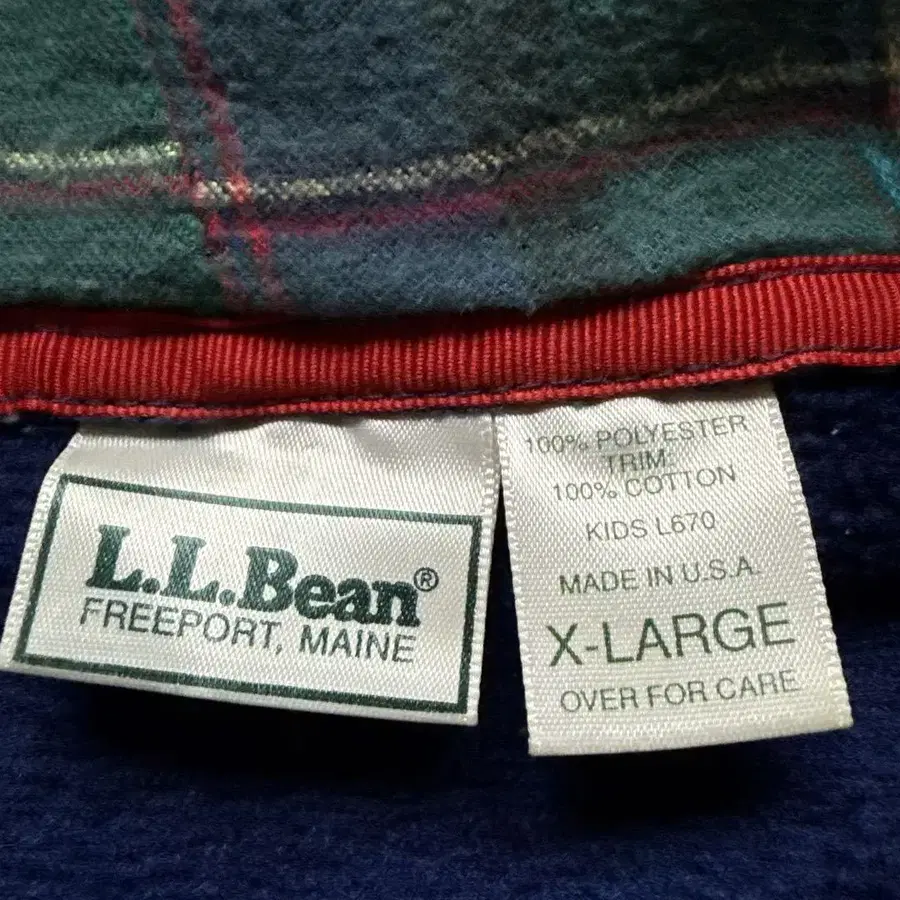 L.L.Bean®
FREEPORT, MAINE
100% POLYESTER
TRIM:
100% COTTON
KIDS L670
MADE IN U.S.A.
X-LARGE
OVER FOR CARE